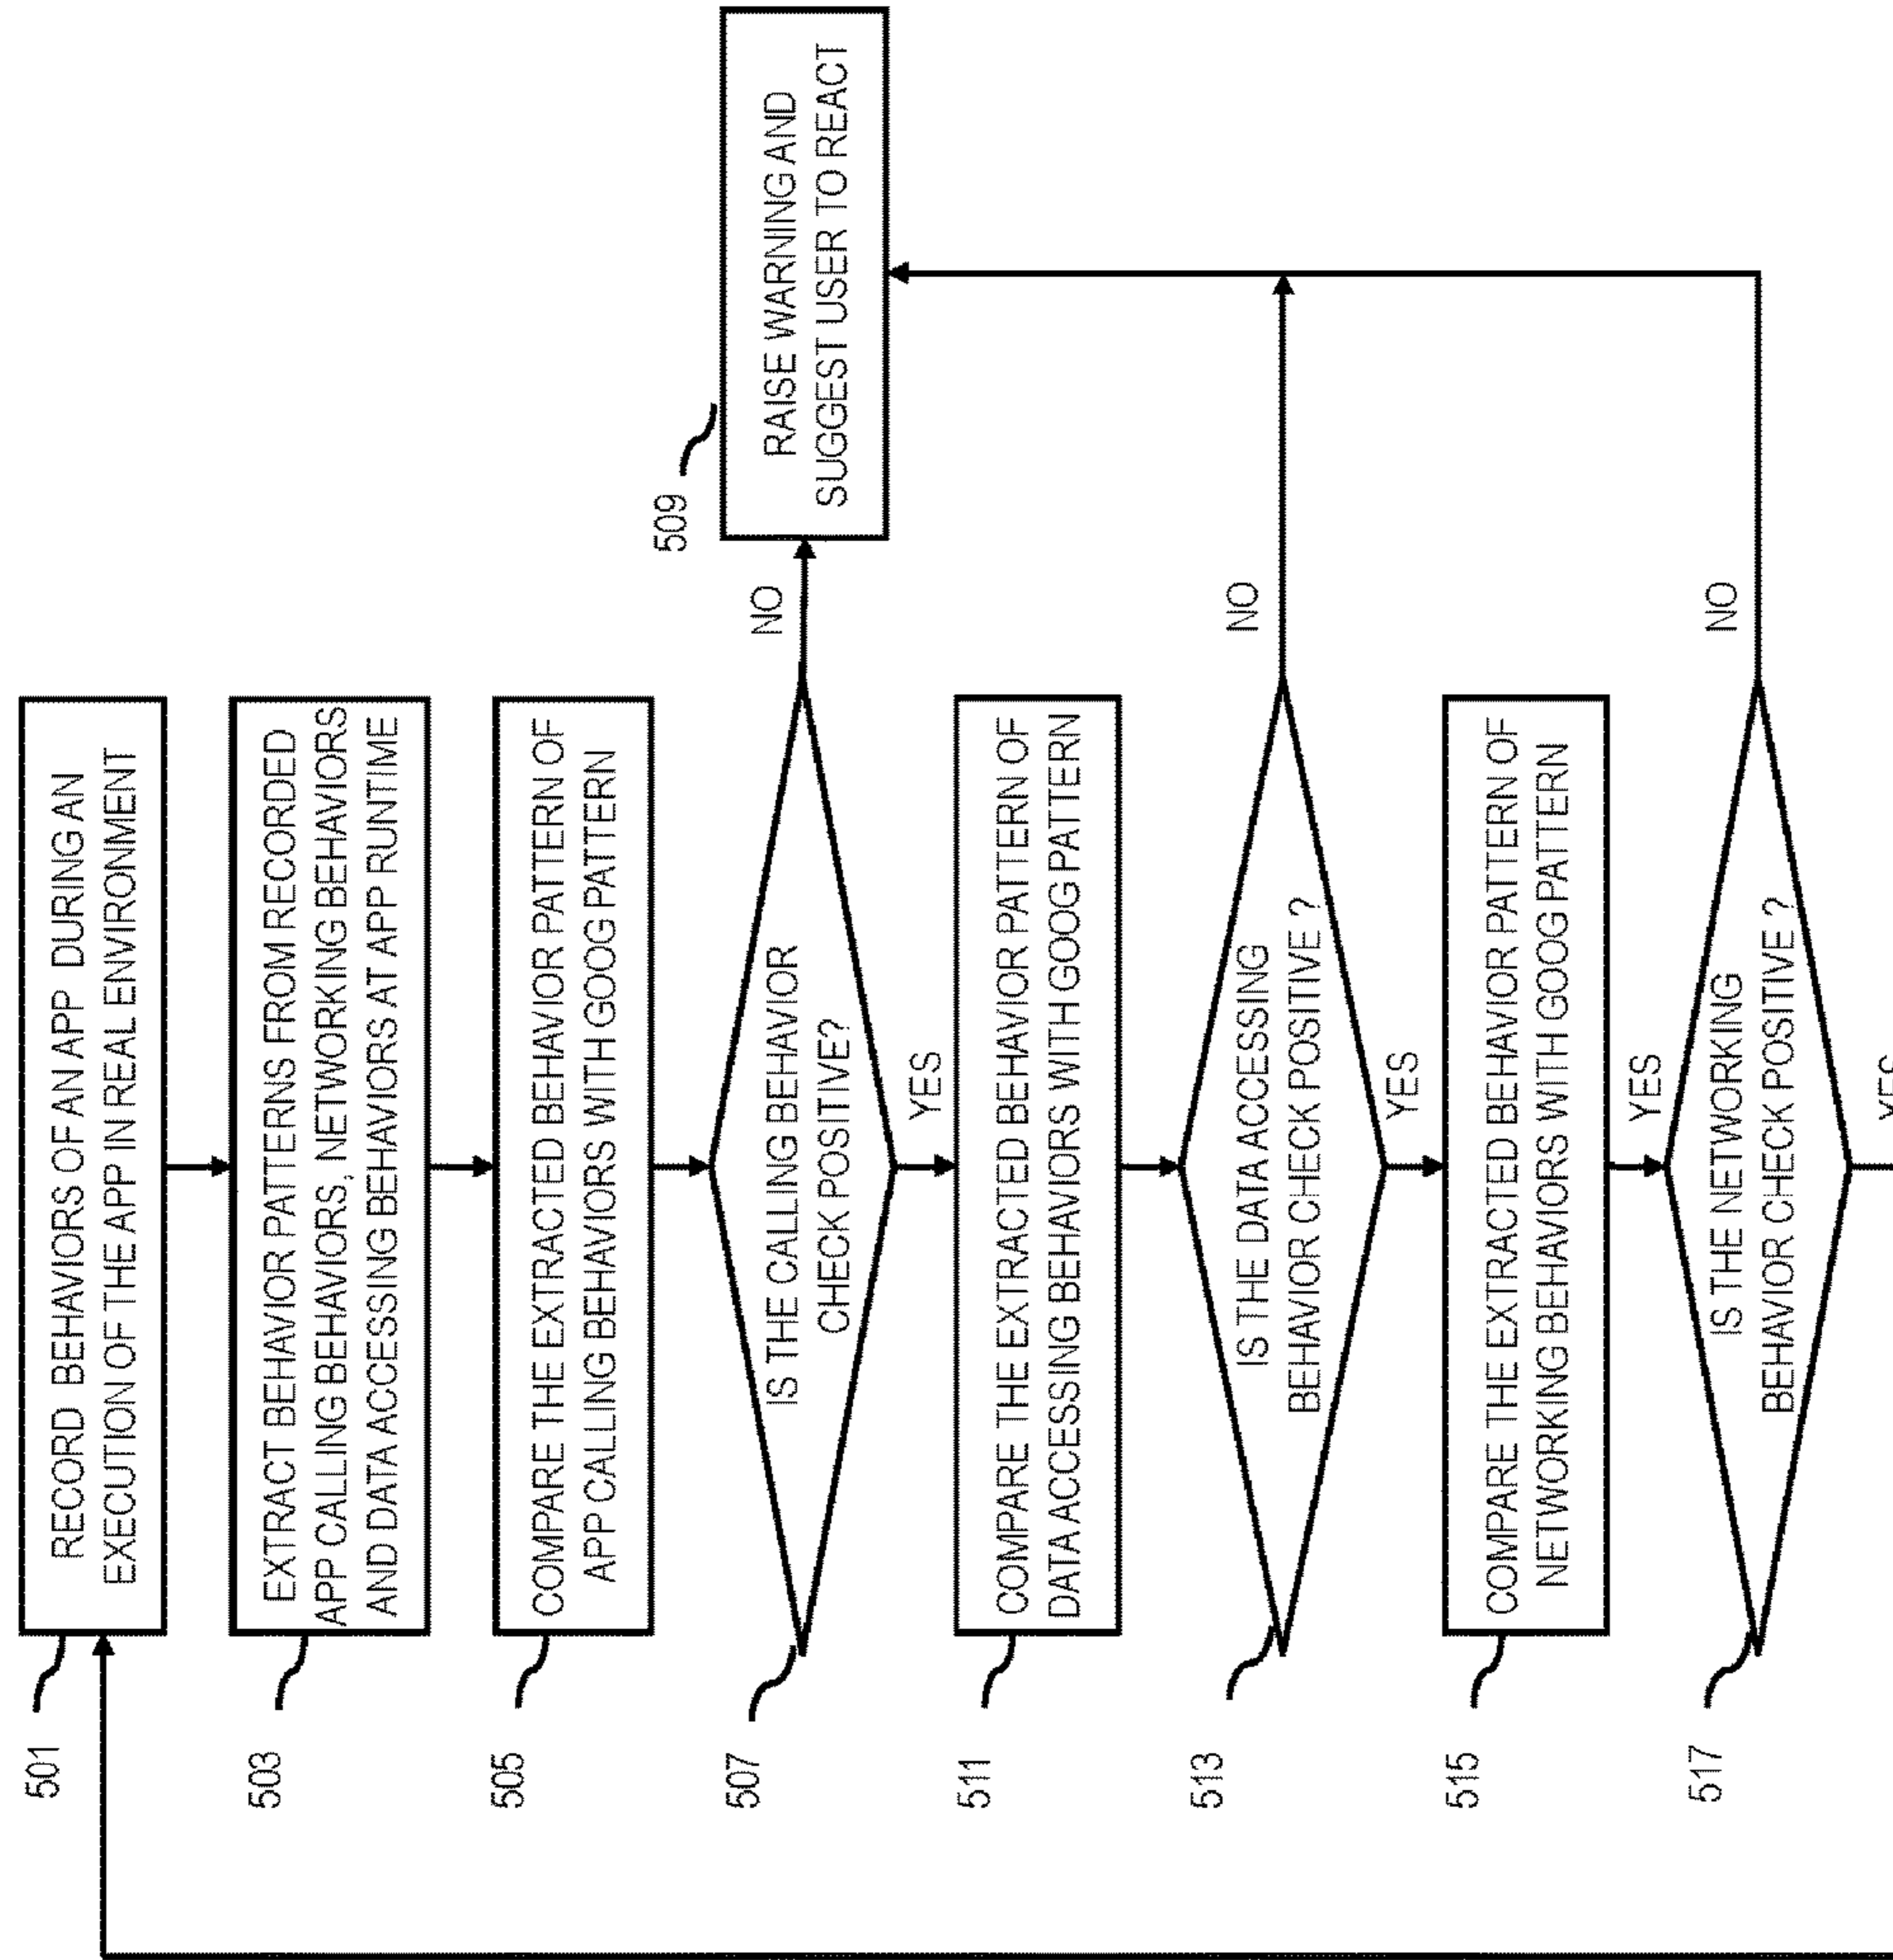 501
RECORD BEHAVIORS OF AN APP DURING AN
EXECUTION OF THE APP IN REAL ENVIRONMENT
503
EXTRACT BEHAVIOR PATTERNS FROM RECORDED
APP CALLING BEHAVIORS, NETWORKING BEHAVIORS
AND DATA ACCESSING BEHAVIORS AT APP RUNTIME
505
COMPARE THE EXTRACTED BEHAVIOR PATTERN OF
APP CALLING BEHAVIORS WITH GOOG PATTERN
507
IS THE CALLING BEHAVIOR
CHECK POSITIVE?
NO
509
RAISE WARNING AND
SUGGEST USER TO REACT
YES
511
COMPARE THE EXTRACTED BEHAVIOR PATTERN OF
DATA ACCESSING BEHAVIORS WITH GOOG PATTERN
513
IS THE DATA ACCESSING
BEHAVIOR CHECK POSITIVE ?
NO
YES
515
COMPARE THE EXTRACTED BEHAVIOR PATTERN OF
NETWORKING BEHAVIORS WITH GOOG PATTERN
YES
517
IS THE NETWORKING
BEHAVIOR CHECK POSITIVE ?
NO
YES